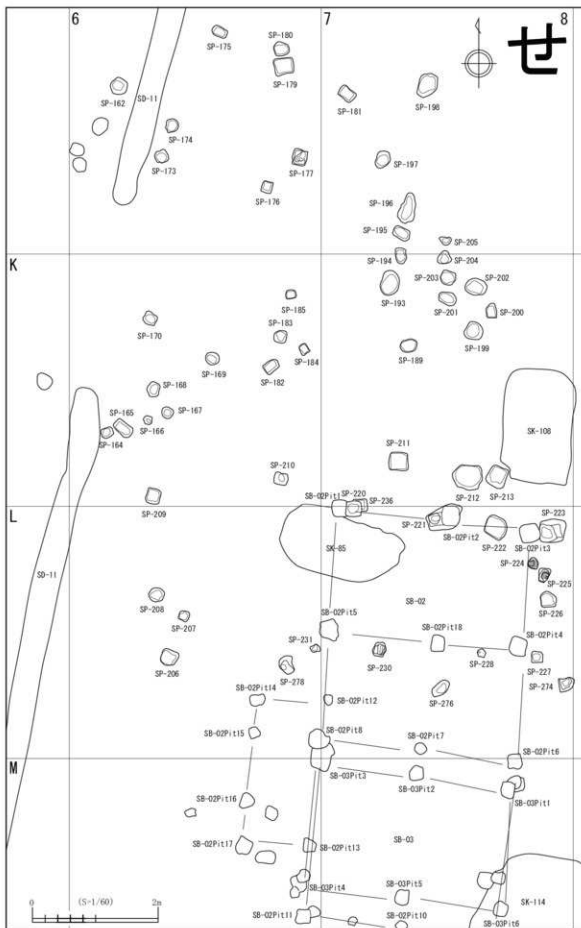 6 7 8
せ
SP-175
SP-180
SP-179
SP-162
SD-11
SP-181
SP-198
SP-174
SP-173
SP-177
SP-197
SP-176
SP-196
SP-195
SP-205
K
SP-194
SP-204
SP-203
SP-202
SP-193
SP-185
SP-201
SP-200
SP-170
SP-183
SP-199
SP-184
SP-189
SP-169
SP-182
SP-168
SP-165
SP-167
SP-166
SP-164
SK-108
SP-211
SP-210
SP-212
SP-213
SP-209
SB-02Pit1
SP-220
SP-236
L
SP-221
SB-02Pit2
SP-222
SP-223
SB-02Pit3
SK-85
SP-224
SP-225
SD-11
SP-208
SB-02
SP-226
SP-207
SB-02Pit5
SB-02Pit18
SB-02Pit4
SP-231
SP-206
SP-278
SP-230
SP-228
SP-227
SP-274
SB-02Pit14
SB-02Pit12
SP-276
SB-02Pit15
SB-02Pit8
SB-02Pit7
SB-02Pit6
M
SB-03Pit3
SB-03Pit2
SB-03Pit1
SB-02Pit16
SB-02Pit17
SB-02Pit13
SB-03
SB-03Pit4
SB-03Pit5
SK-114
SB-02Pit11
SB-02Pit10
SB-03Pit6
0 (S=1/60) 2m